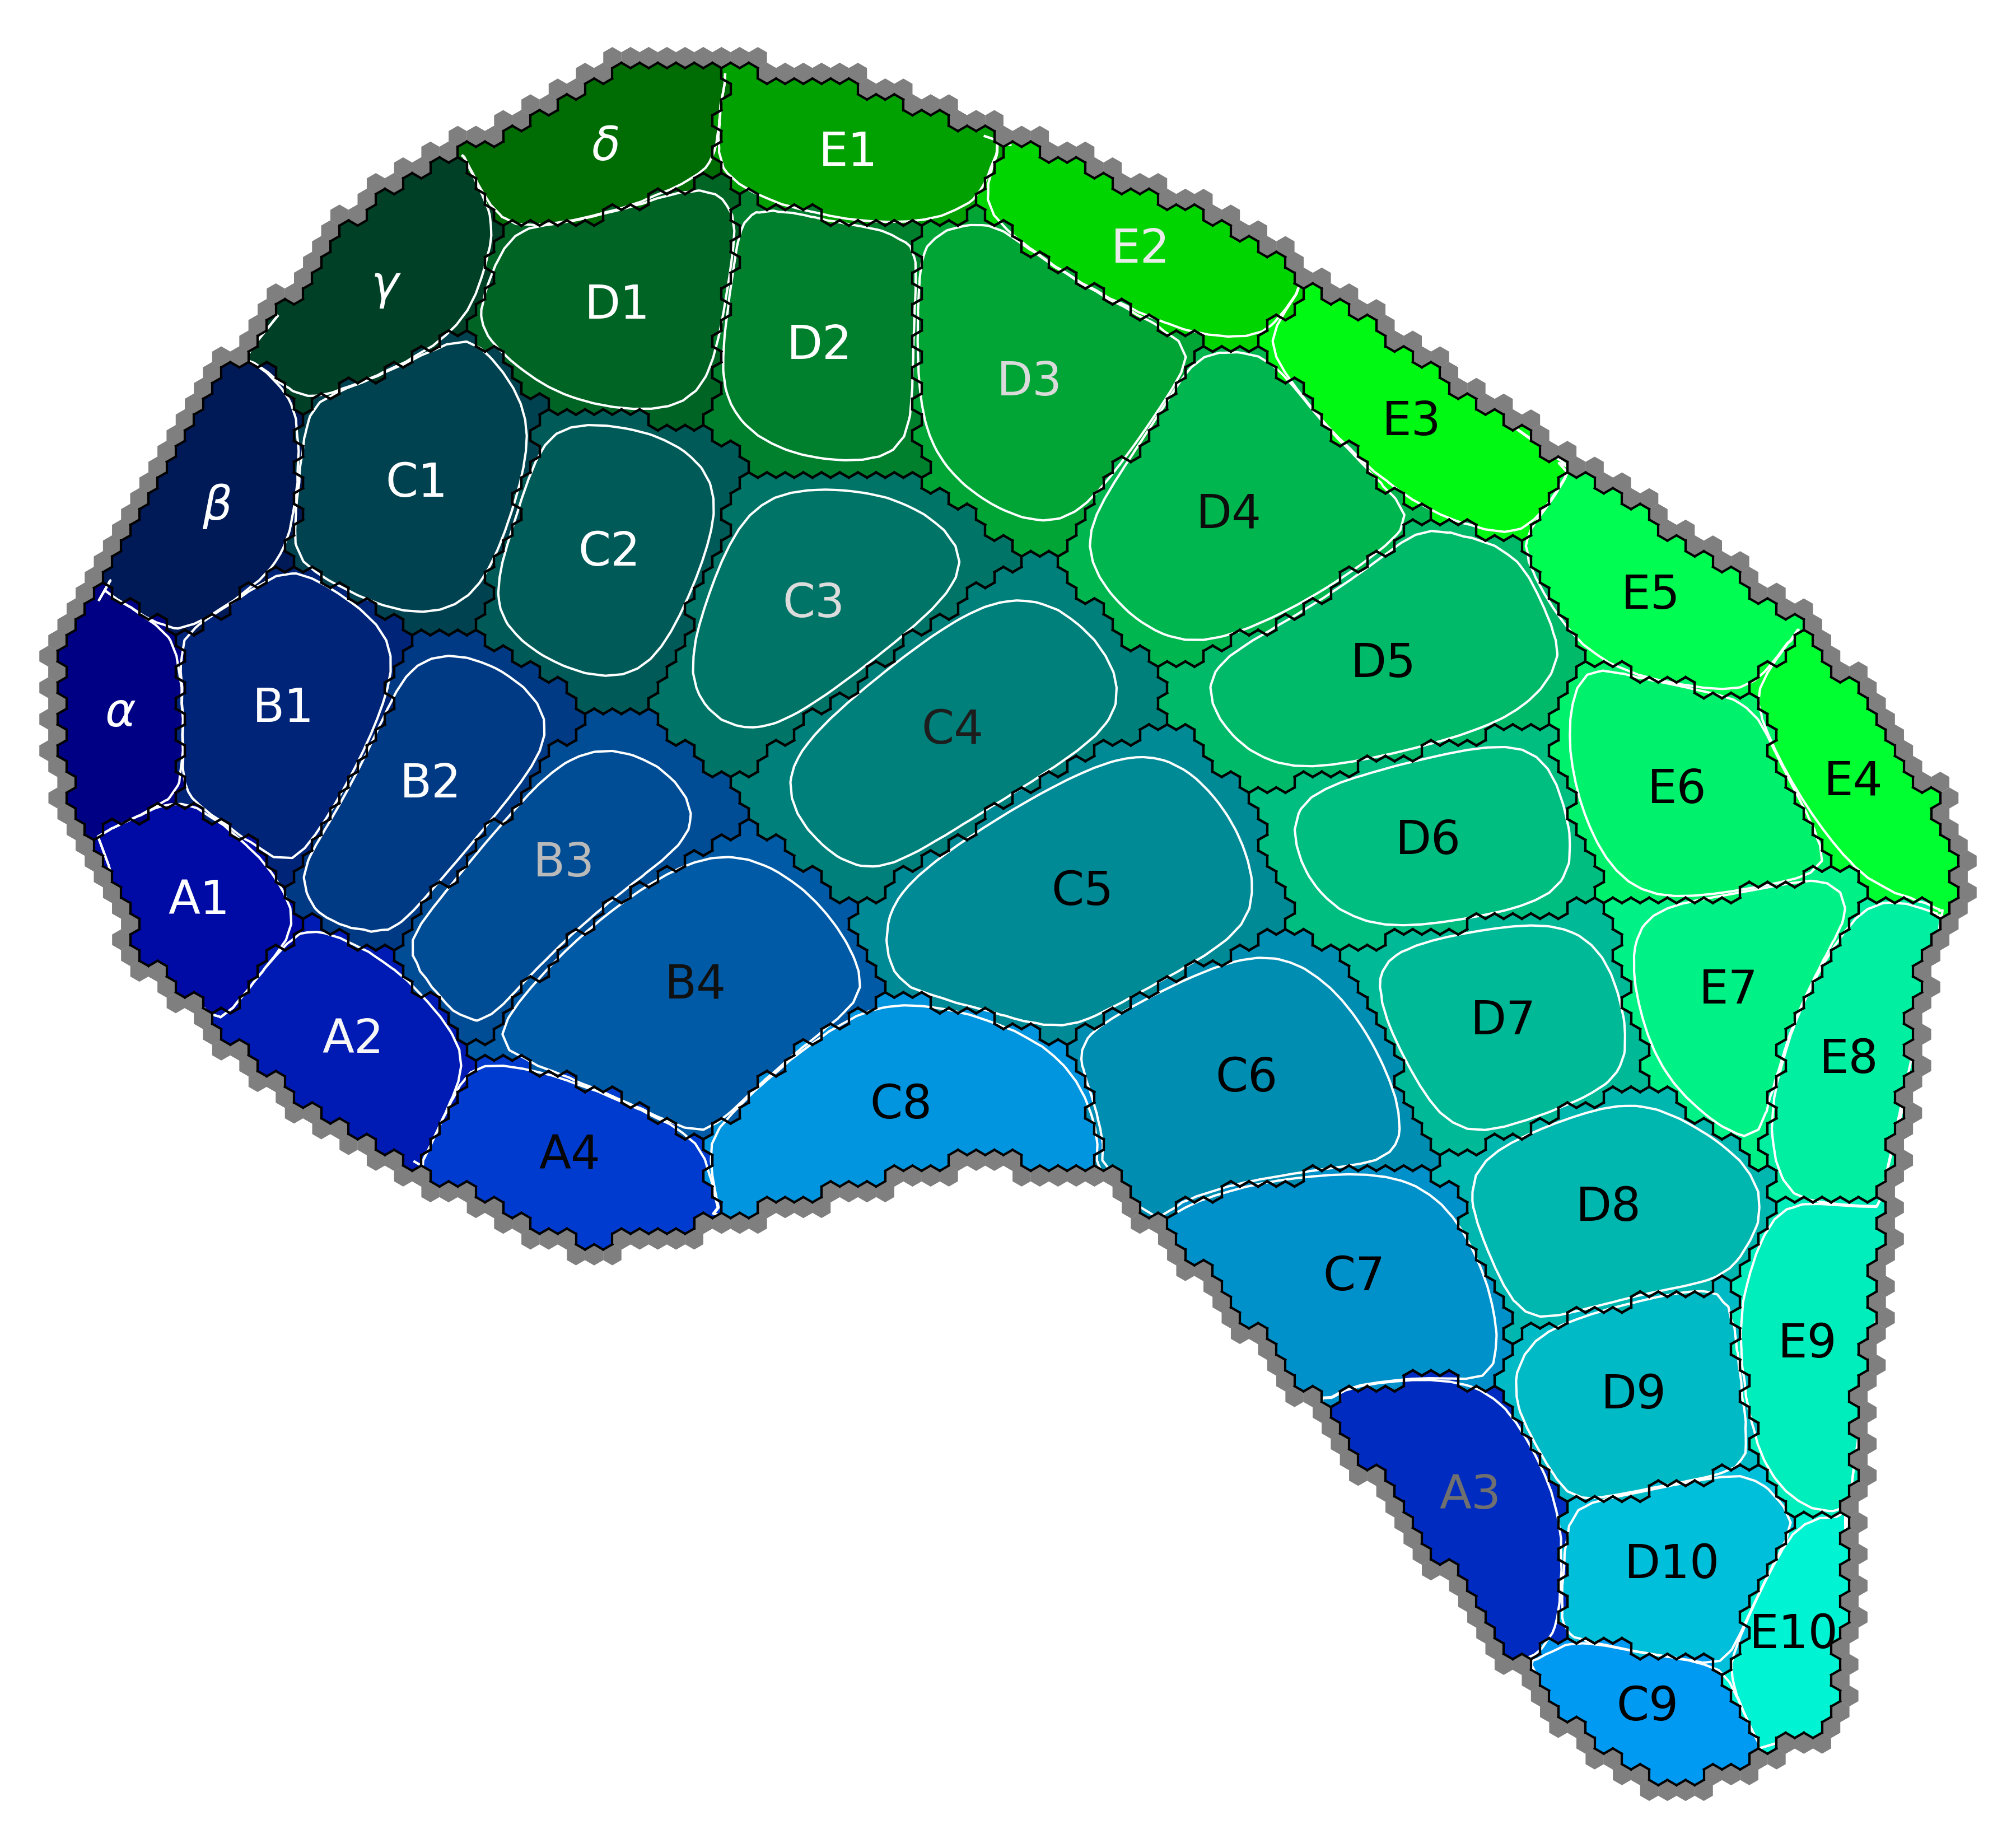 δ
E1
E2
γ
D1
D2
D3
E3
β
C1
C2
D4
C3
E5
D5
α
B1
C4
B2
E6
E4
D6
B3
C5
A1
B4
E7
D7
A2
E8
C6
C8
A4
D8
C7
E9
D9
A3
D10
E10
C9